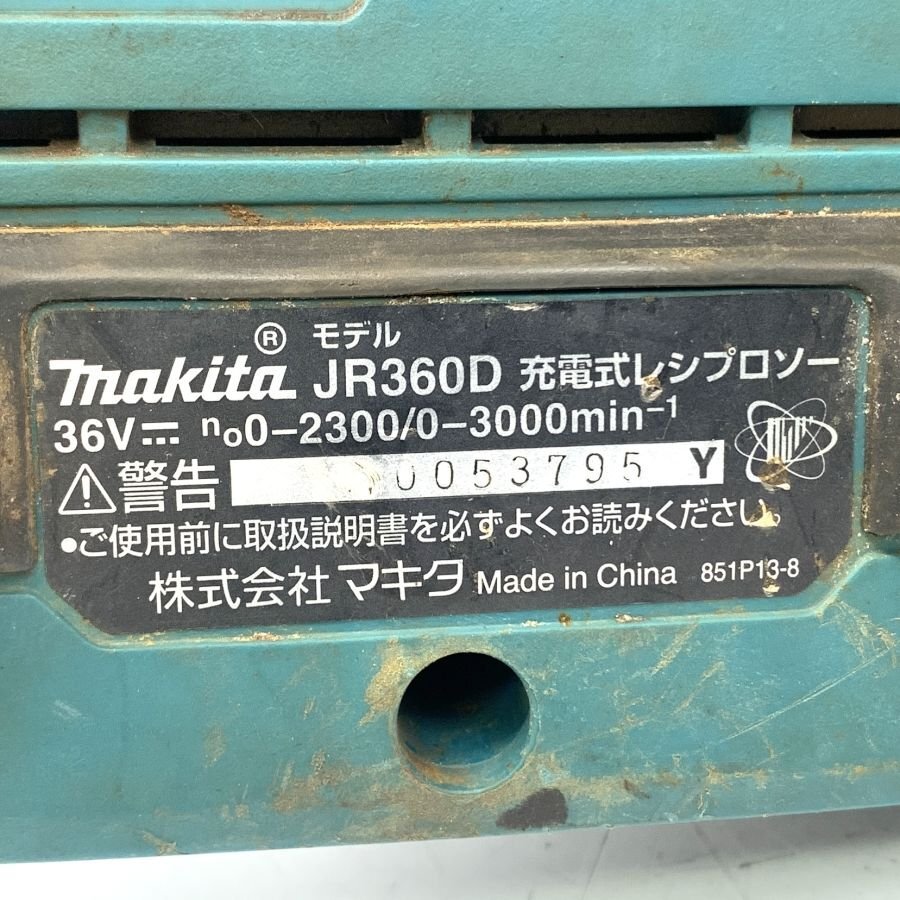 makita® モデル JR360D 充電式レシプロソー
36V⎓ n₀0-2300/0-3000min⁻¹
警告 0053795 Y
•ご使用前に取扱説明書を必ずよくお読みください。
株式会社 マキタ Made in China 851P13-8